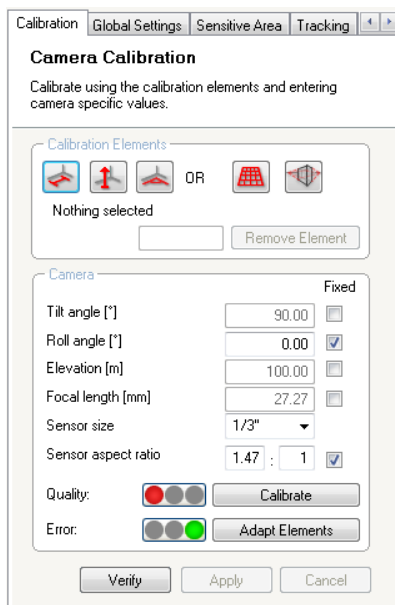 Calibration Global Settings Sensitive Area Tracking
Camera Calibration
Calibrate using the calibration elements and entering
camera specific values.
Calibration Elements
OR
Nothing selected
Remove Element
Camera
Fixed
Tilt angle [°] 90.00
Roll angle [°] 0.00
Elevation [m] 100.00
Focal length [mm] 27.27
Sensor size 1/3"
Sensor aspect ratio 1.47 : 1
Quality: Calibrate
Error: Adapt Elements
Verify Apply Cancel